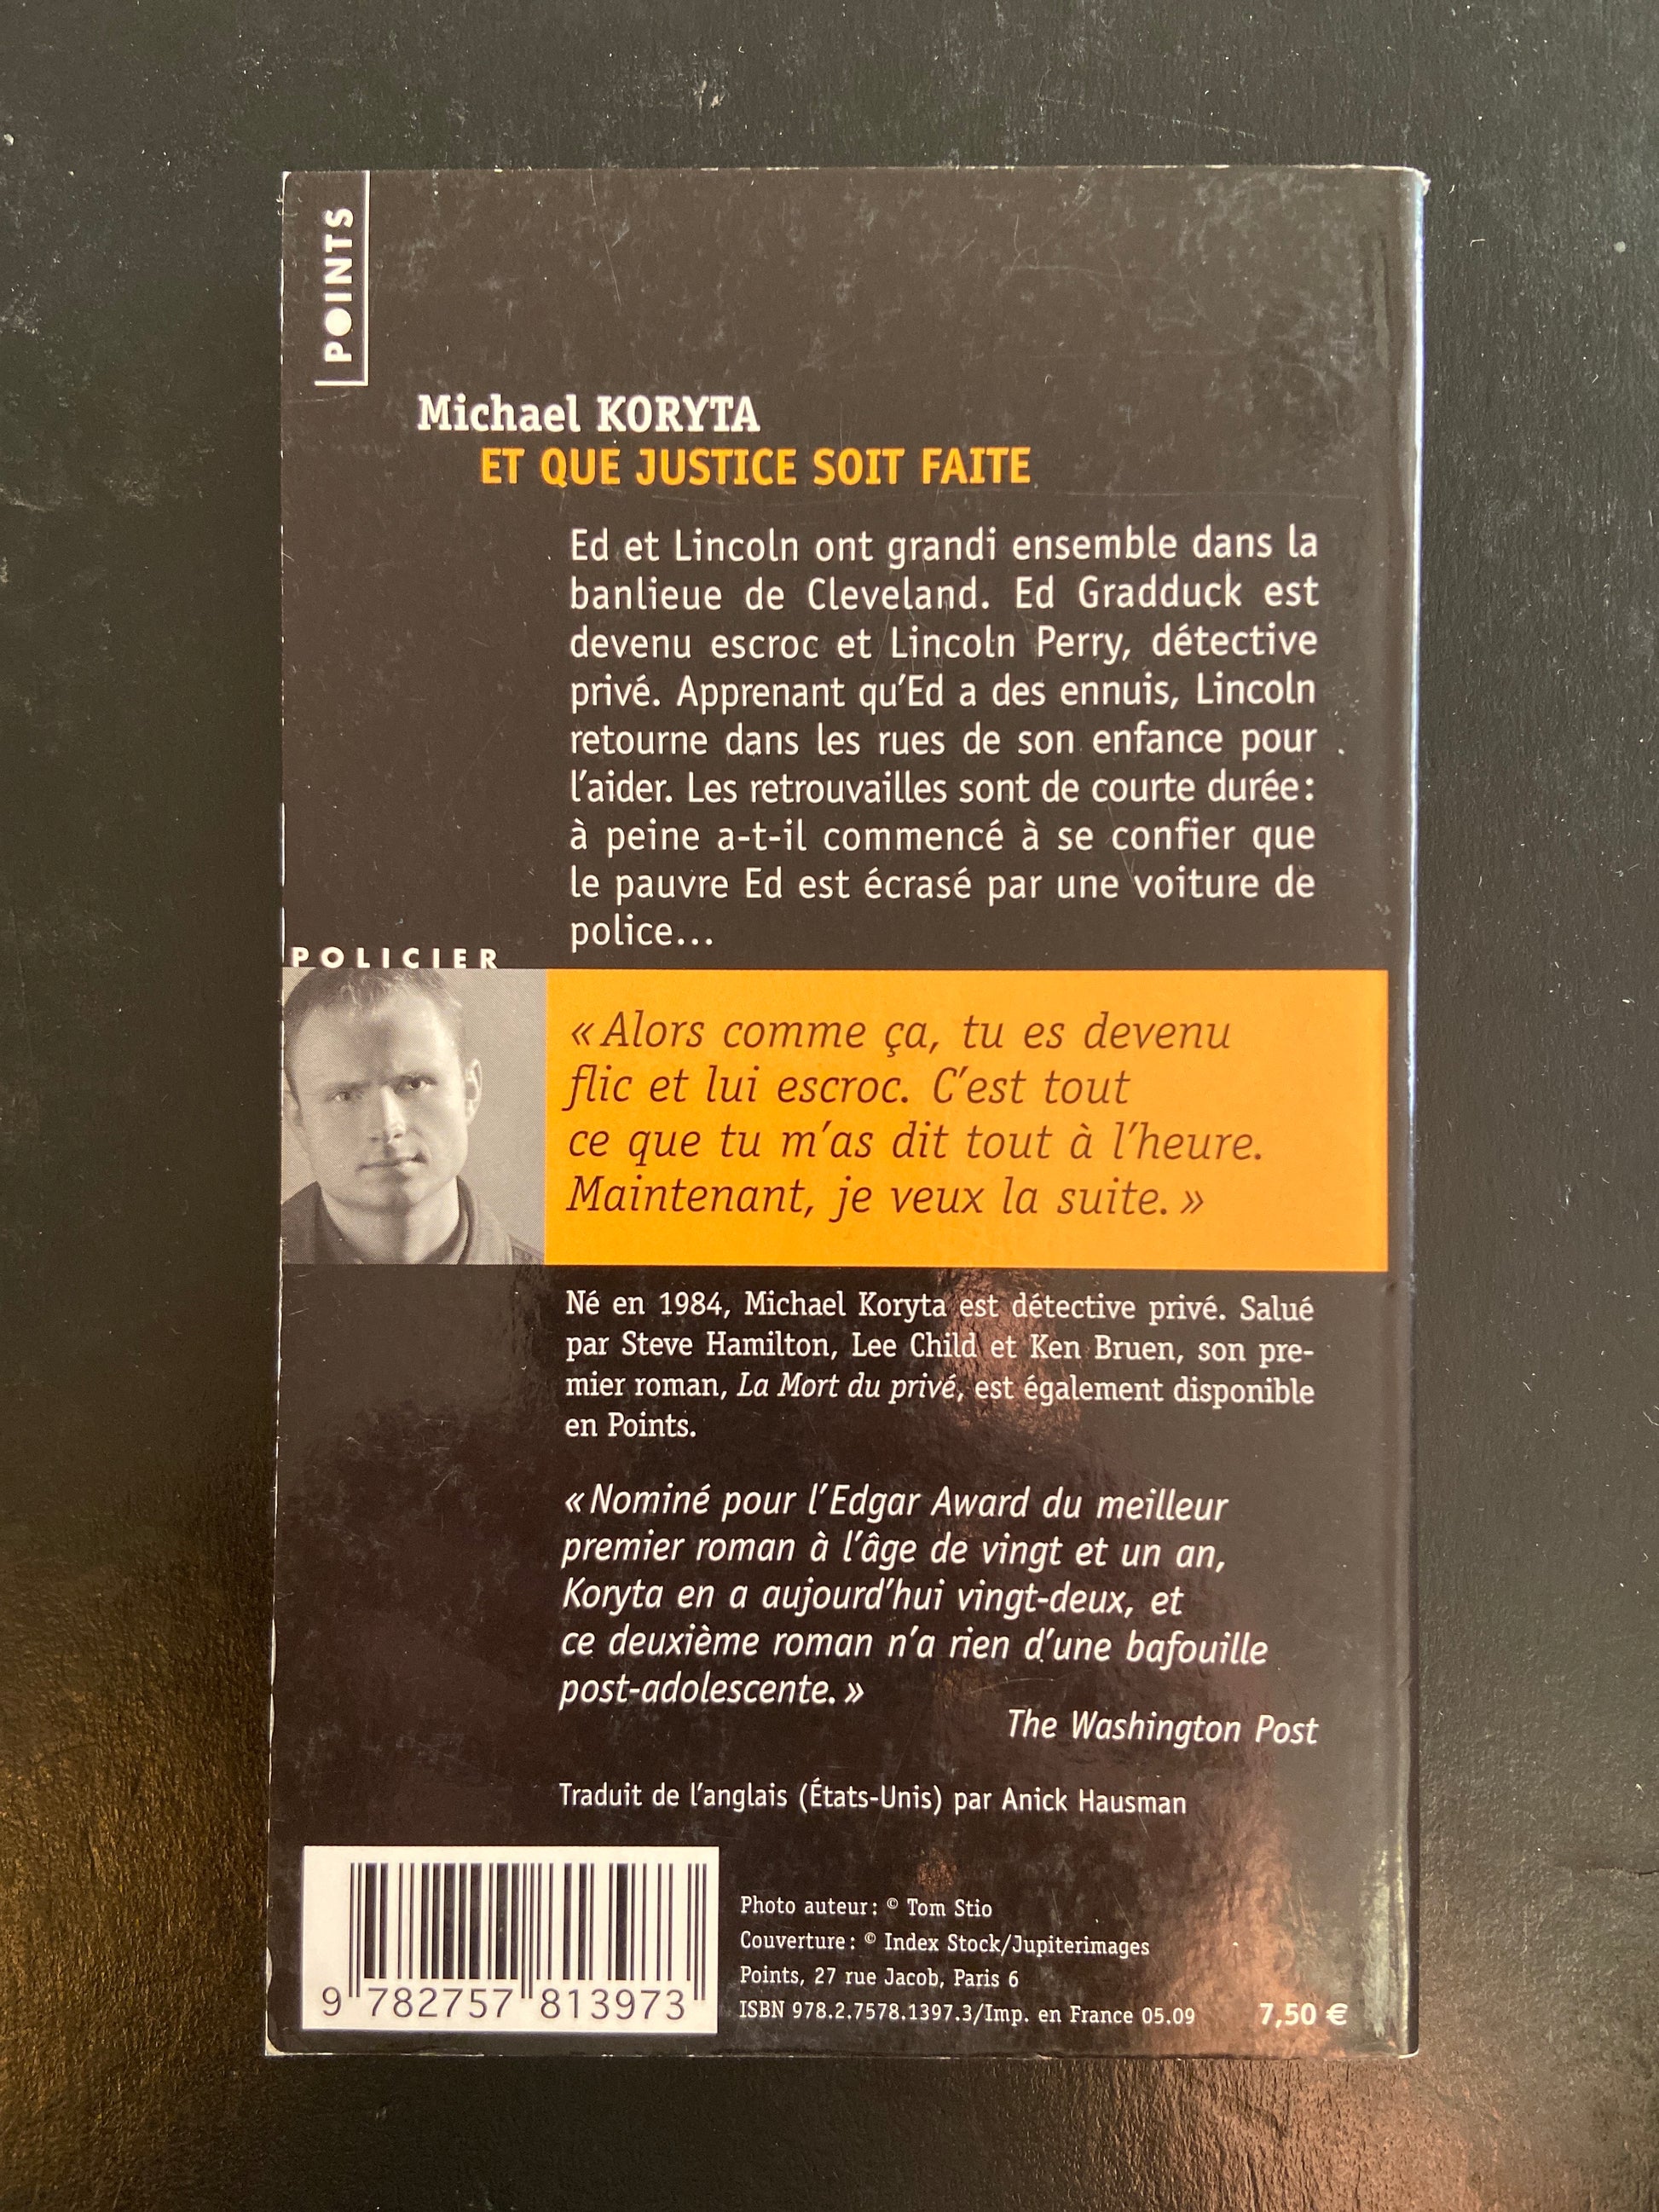 POINTS
Michael KORYTA
ET QUE JUSTICE SOIT FAITE
Ed et Lincoln ont grandi ensemble dans la
banlieue de Cleveland. Ed Gradduck est
devenu escroc et Lincoln Perry, détective
privé. Apprenant qu'Ed a des ennuis, Lincoln
retourne dans les rues de son enfance pour
l'aider. Les retrouvailles sont de courte durée :
à peine a-t-il commencé à se confier que
le pauvre Ed est écrasé par une voiture de
police...
POLICIER
« Alors comme ça, tu es devenu
flic et lui escroc. C'est tout
ce que tu m'as dit tout à l'heure.
Maintenant, je veux la suite. »
Né en 1984, Michael Koryta est détective privé. Salué
par Steve Hamilton, Lee Child et Ken Bruen, son pre-
mier roman, La Mort du privé, est également disponible
en Points.
« Nominé pour l'Edgar Award du meilleur
premier roman à l'âge de vingt et un an,
Koryta en a aujourd'hui vingt-deux, et
ce deuxième roman n'a rien d'une bafouille
post-adolescente. »
The Washington Post
Traduit de l'anglais (États-Unis) par Anick Hausman
9 782757 813973
Photo auteur : © Tom Stio
Couverture : © Index Stock/Jupiterimages
Points, 27 rue Jacob, Paris 6
ISBN 978.2.7578.1397.3/Imp. en France 05.09 7,50 €